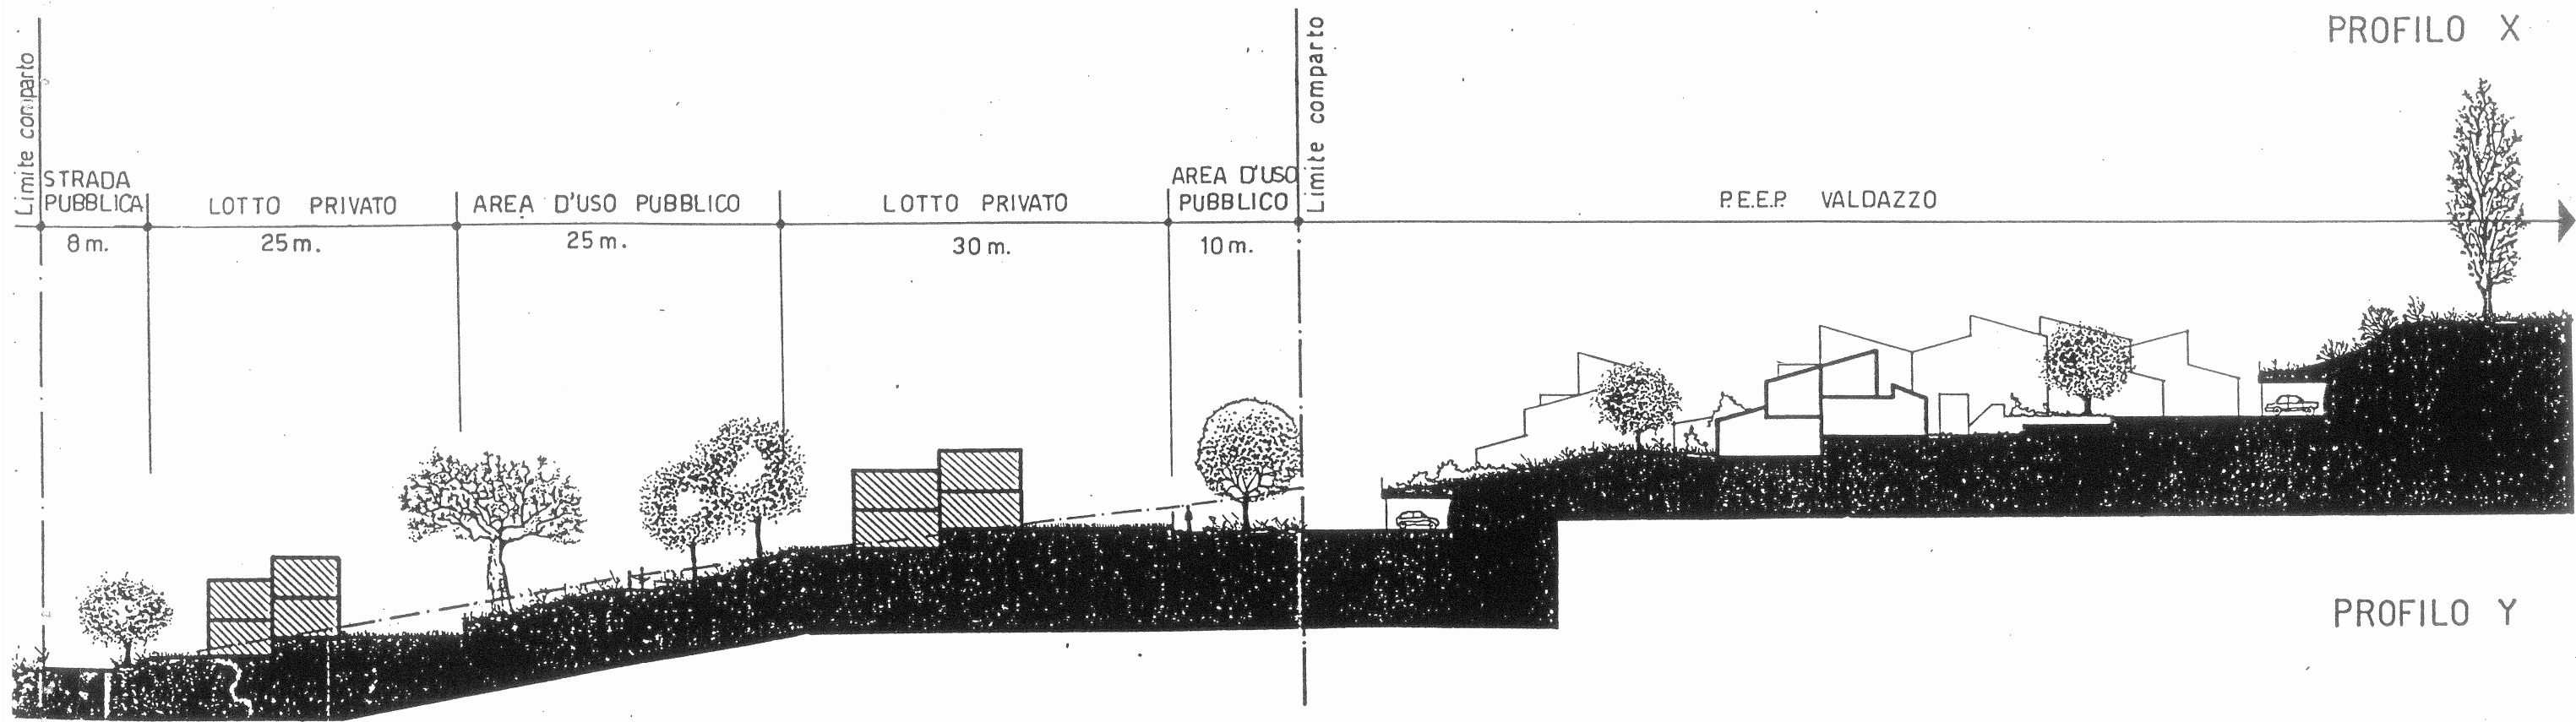 PROFILO X
Limite comparto
STRADA
PUBBLICA
LOTTO PRIVATO
AREA D'USO PUBBLICO
LOTTO PRIVATO
AREA D'USO
PUBBLICO
Limite comparto
P.E.E.P. VALDAZZO
8 m.
25 m.
25 m.
30 m.
10 m.
PROFILO Y